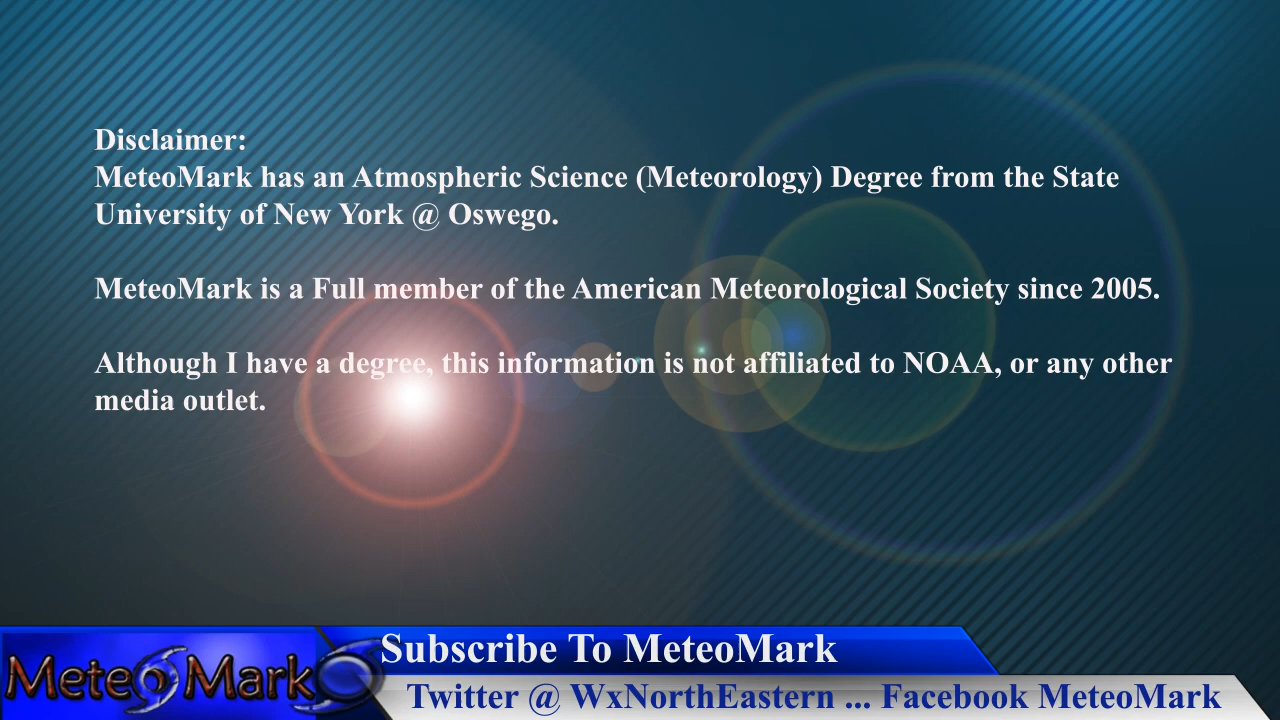 Disclaimer:
MeteoMark has an Atmospheric Science (Meteorology) Degree from the State
University of New York @ Oswego.
MeteoMark is a Full member of the American Meteorological Society since 2005.
Although I have a degree, this information is not affiliated to NOAA, or any other
media outlet.
Subscribe To MeteoMark
MeteoMark
Twitter @ WxNorthEastern ... Facebook MeteoMark